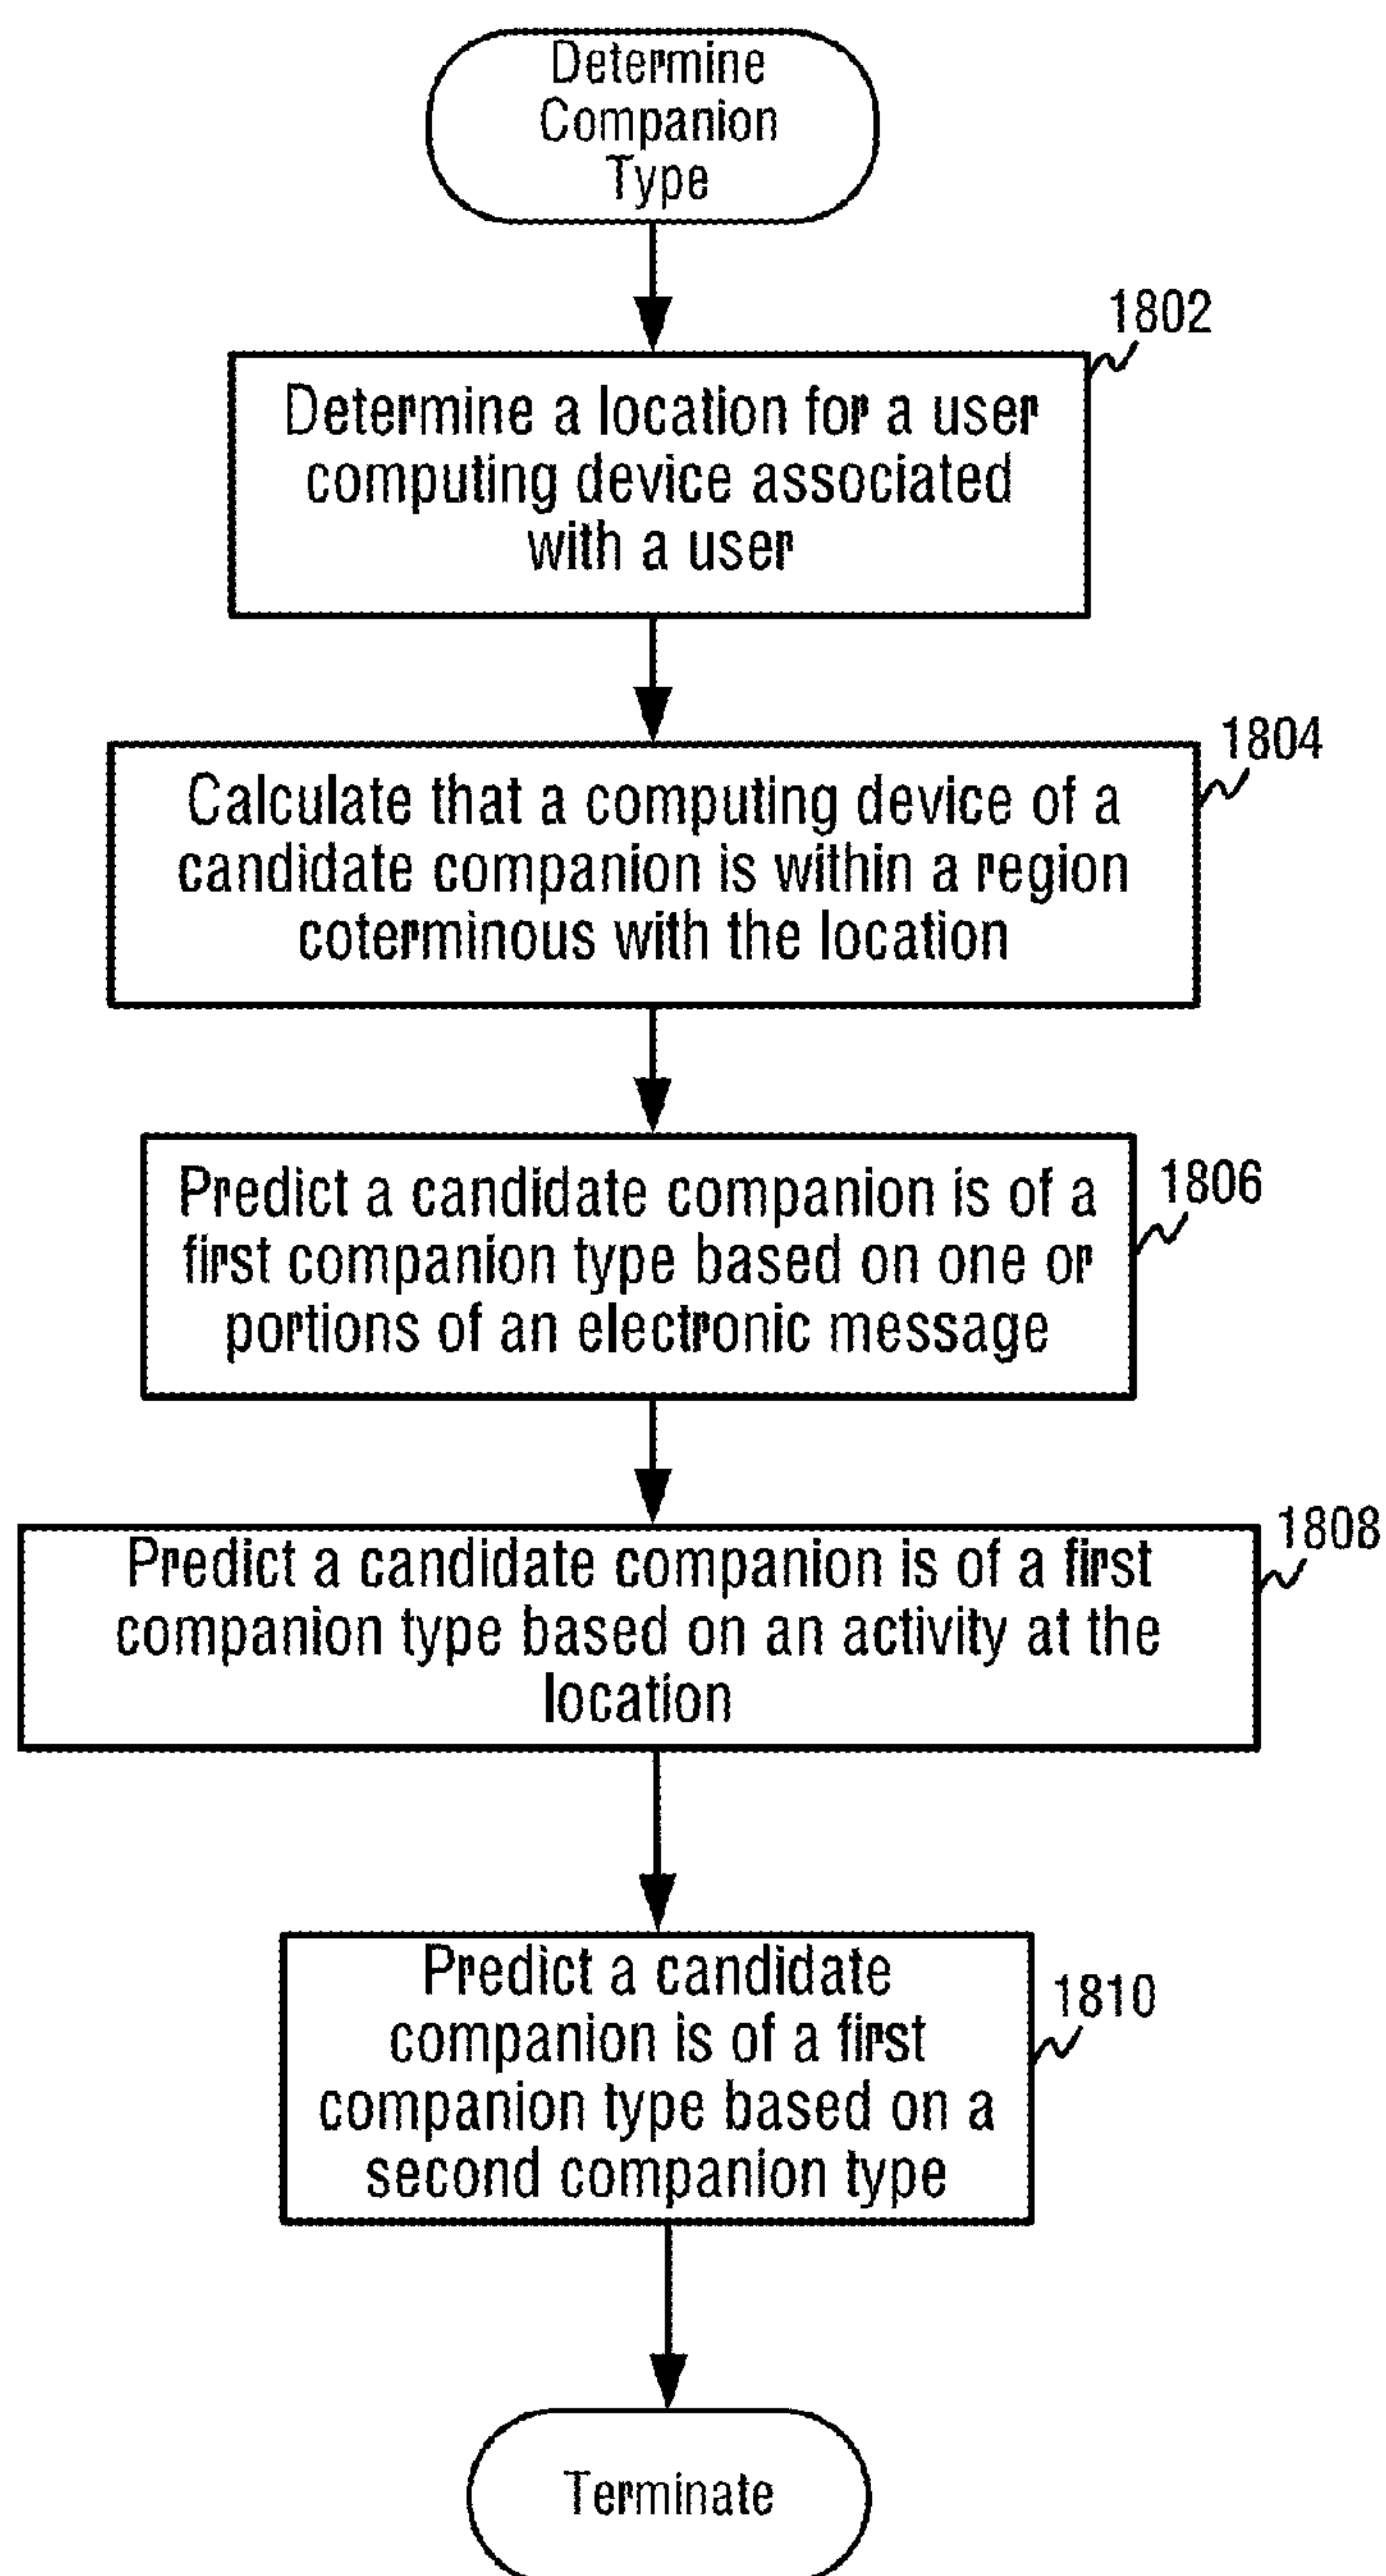 Determine
Companion
Type
1802
Determine a location for a user
computing device associated
with a user
1804
Calculate that a computing device of a
candidate companion is within a region
coterminous with the location
1806
Predict a candidate companion is of a
first companion type based on one or
portions of an electronic message
1808
Predict a candidate companion is of a first
companion type based on an activity at the
location
1810
Predict a candidate
companion is of a first
companion type based on a
second companion type
Terminate